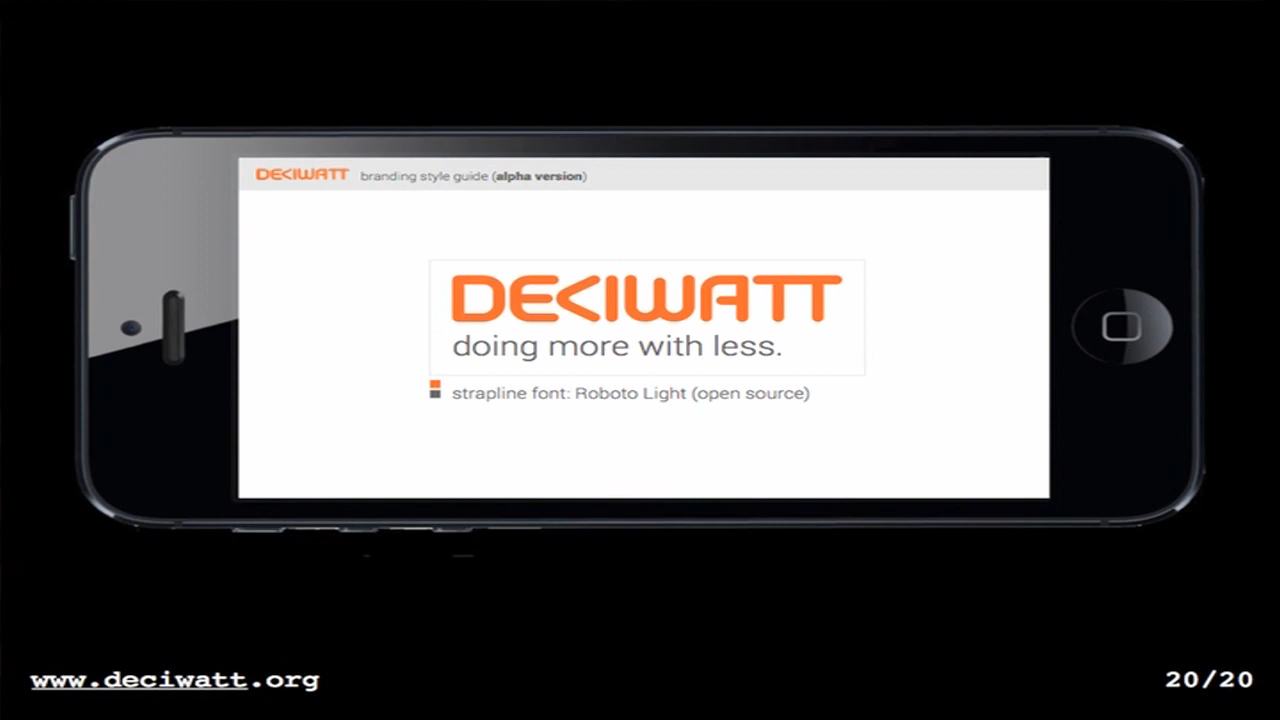 DECIWATT branding style guide (alpha version)
DECIWATT
doing more with less.
strapline font: Roboto Light (open source)
www.deciwatt.org
20/20